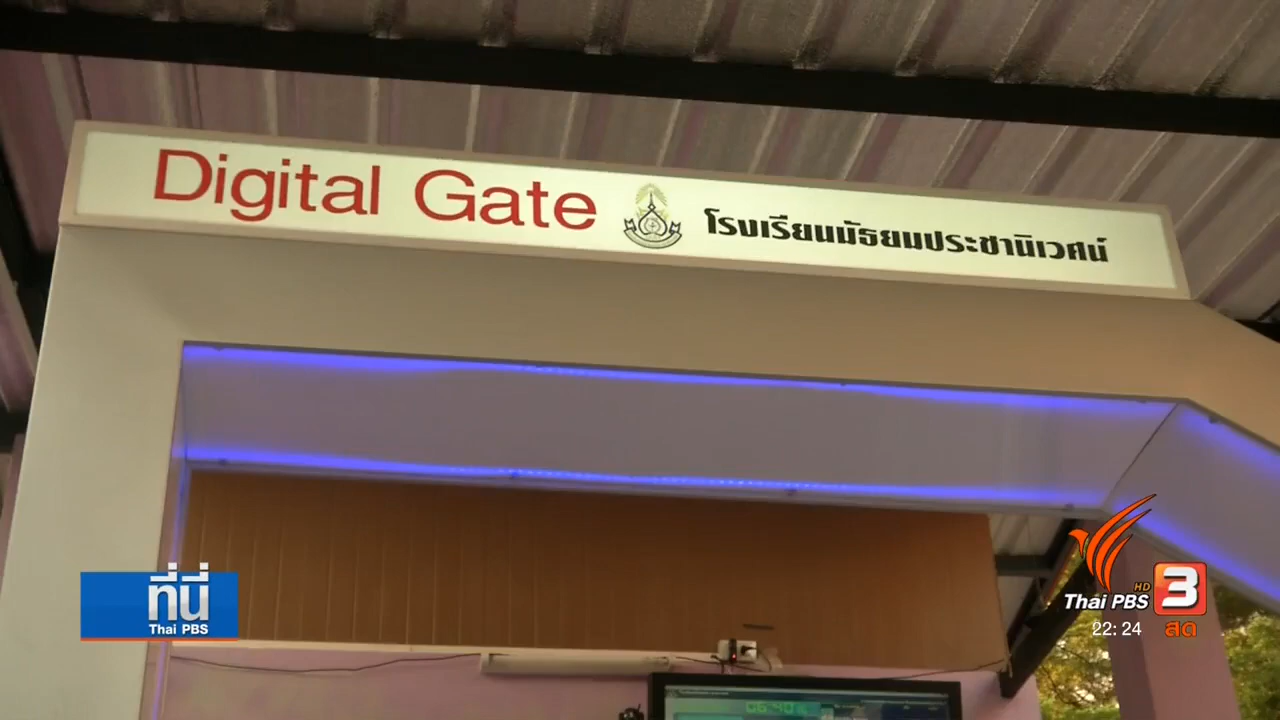 Digital Gate โรงเรียนมัธยมประชานิเวศน์
ที่นี่
Thai PBS
HD
Thai PBS 3
22:24 สด